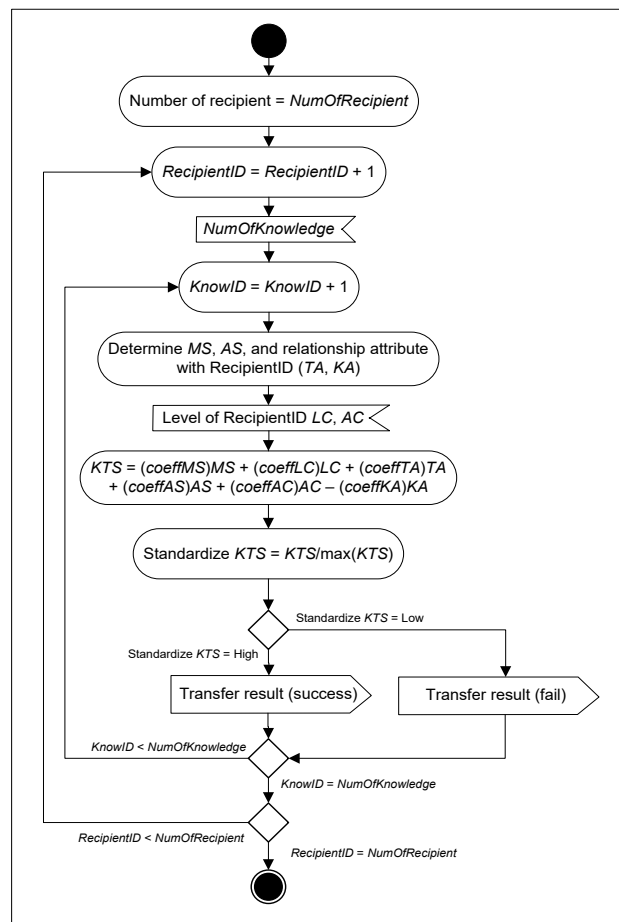 Number of recipient = NumOfRecipient
RecipientID = RecipientID + 1
NumOfKnowledge
KnowID = KnowID + 1
Determine MS, AS, and relationship attribute
with RecipientID (TA, KA)
Level of RecipientID LC, AC
KTS = (coeffMS)MS + (coeffLC)LC + (coeffTA)TA
+ (coeffAS)AS + (coeffAC)AC – (coeffKA)KA
Standardize KTS = KTS/max(KTS)
Standardize KTS = Low
Standardize KTS = High
Transfer result (success)
Transfer result (fail)
KnowID < NumOfKnowledge
KnowID = NumOfKnowledge
RecipientID < NumOfRecipient
RecipientID = NumOfRecipient